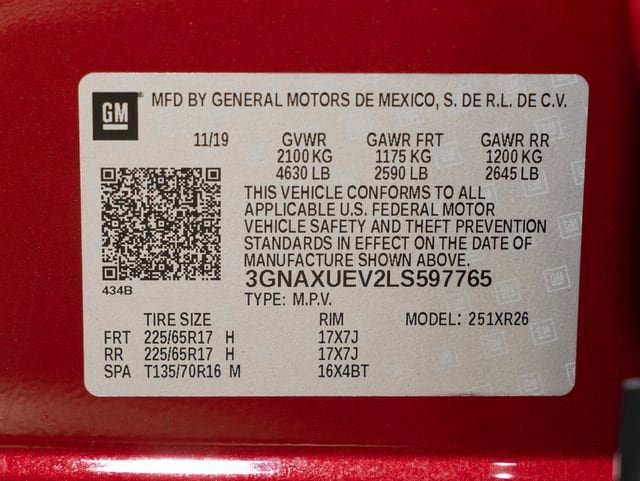 GM MFD BY GENERAL MOTORS DE MEXICO, S. DE R.L. DE C.V.
11/19 GVWR GAWR FRT GAWR RR
2100 KG 1175 KG 1200 KG
4630 LB 2590 LB 2645 LB
THIS VEHICLE CONFORMS TO ALL
APPLICABLE U.S. FEDERAL MOTOR
VEHICLE SAFETY AND THEFT PREVENTION
STANDARDS IN EFFECT ON THE DATE OF
MANUFACTURE SHOWN ABOVE.
3GNAXUEV2LS597765
434B
TYPE: M.P.V.
TIRE SIZE RIM MODEL: 251XR26
FRT 225/65R17 H 17X7J
RR 225/65R17 H 17X7J
SPA T135/70R16 M 16X4BT